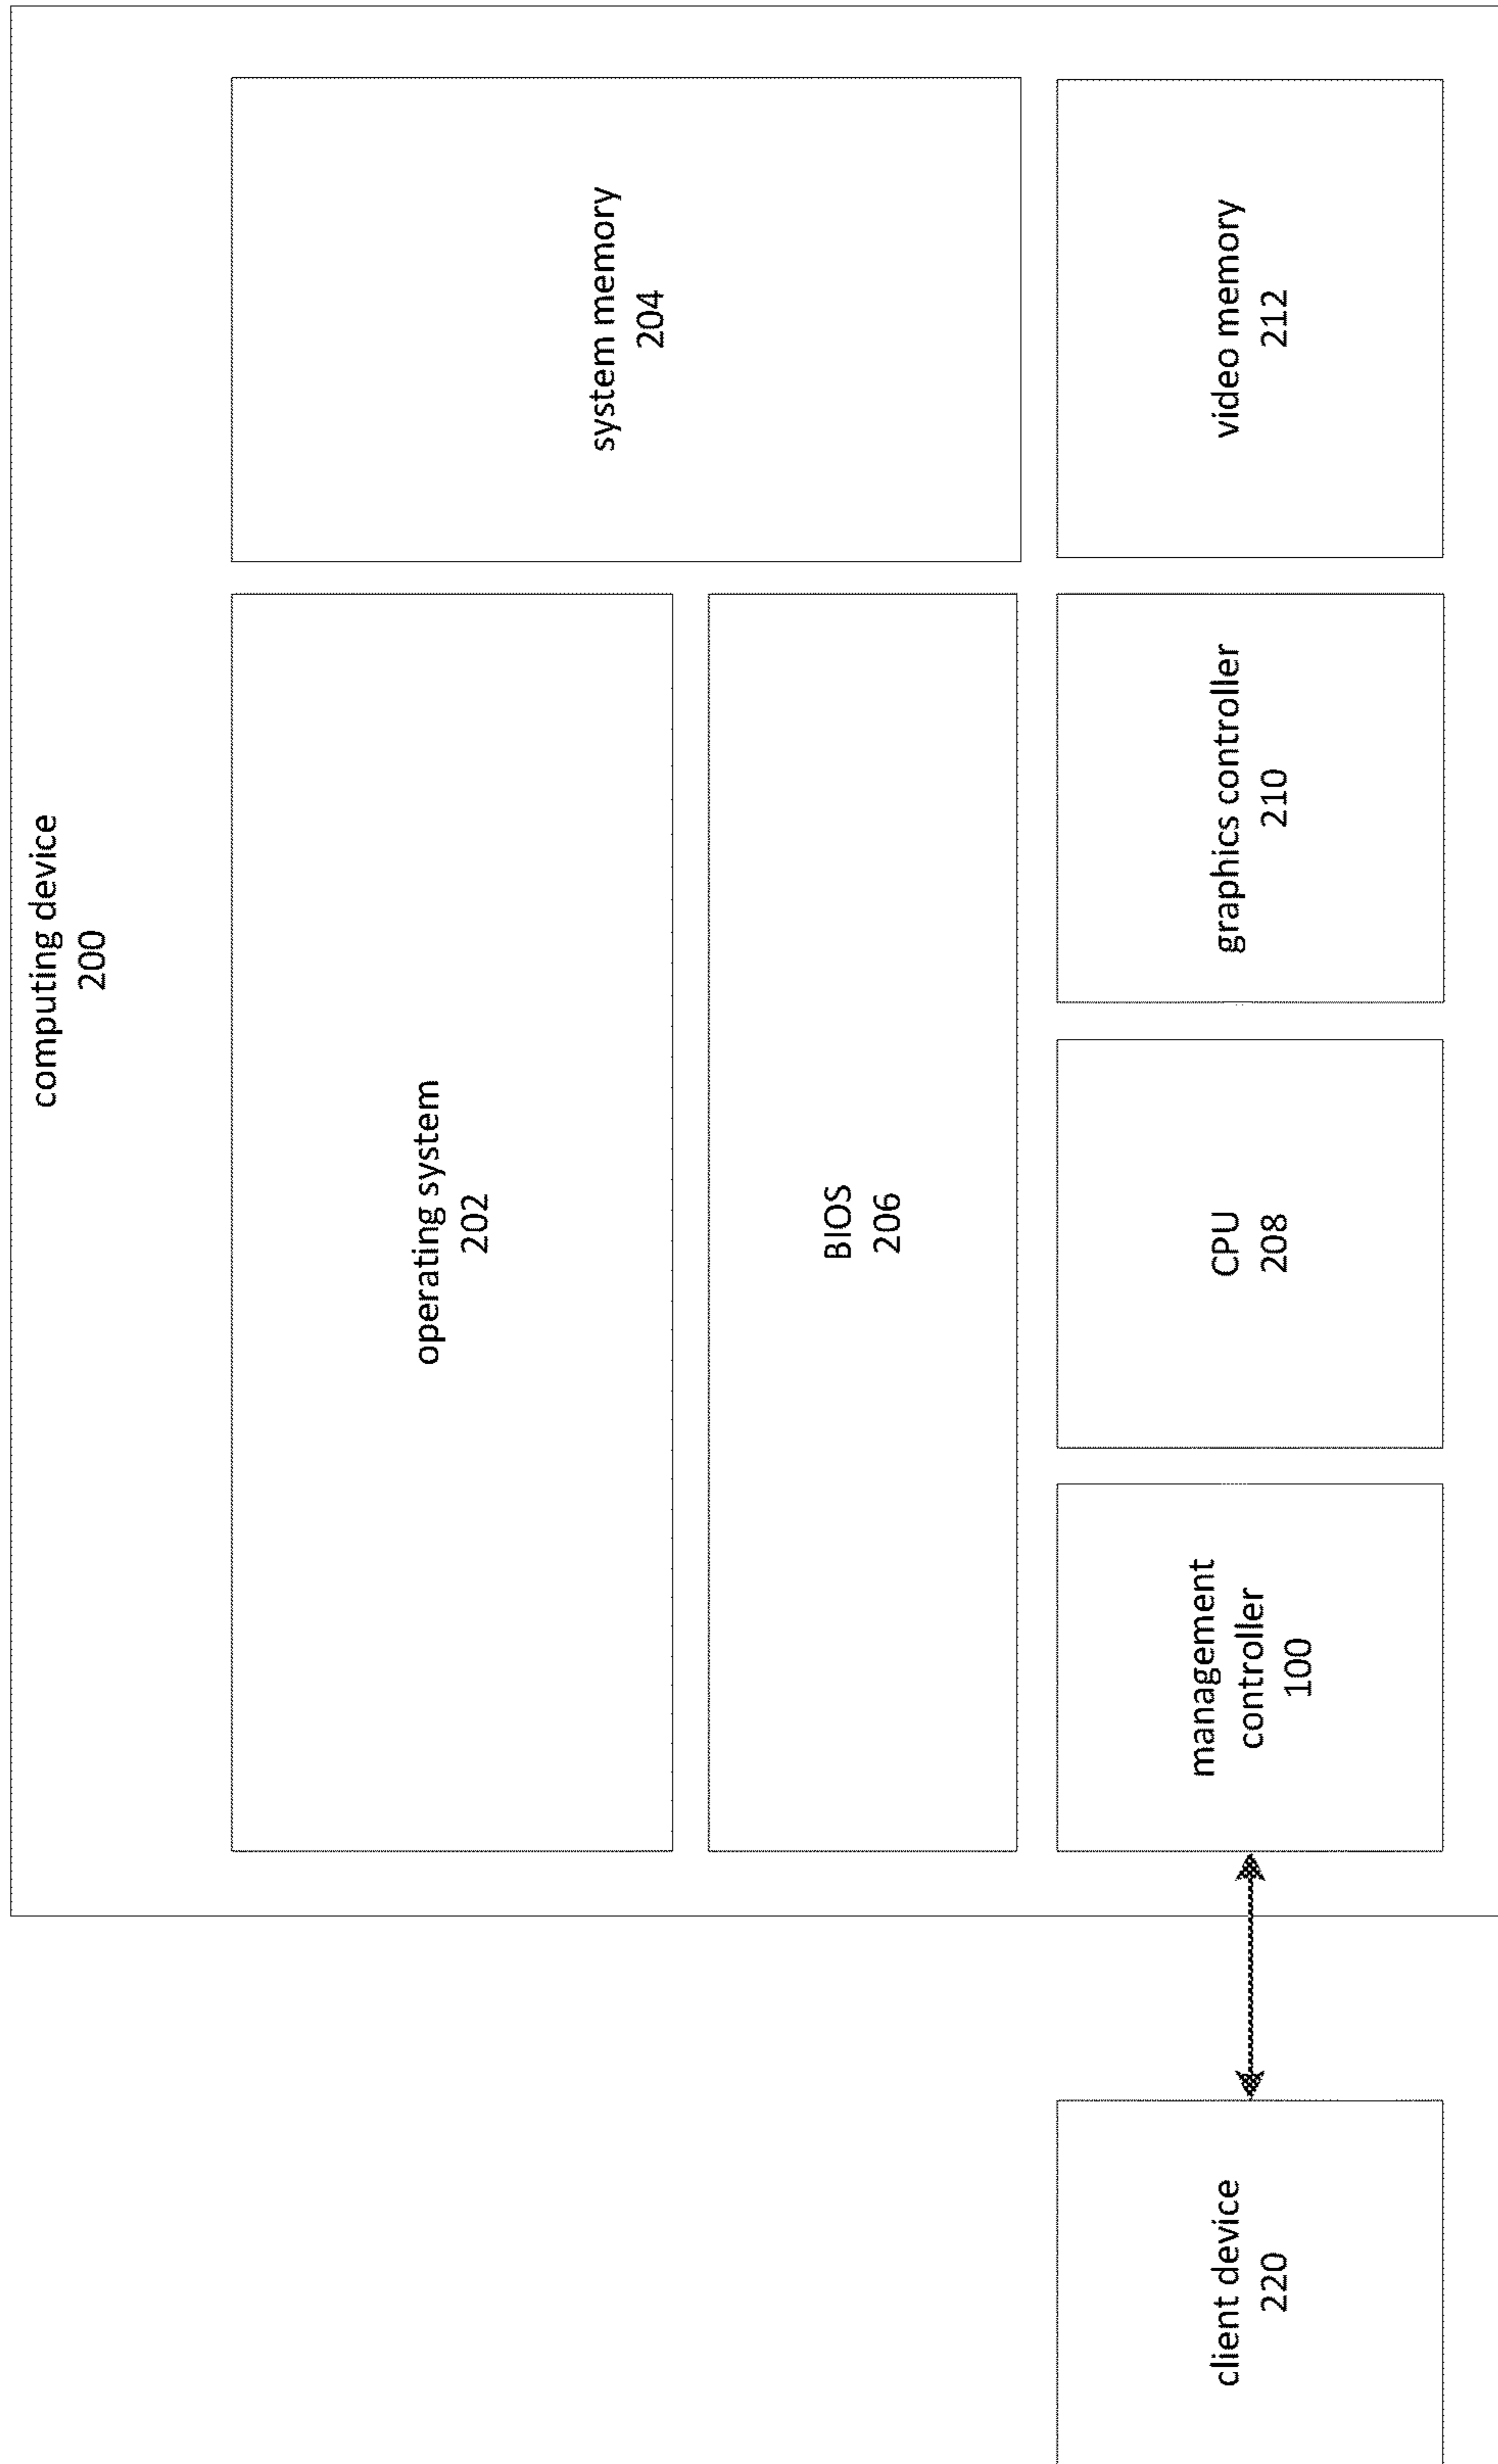 computing device
200
operating system
202
system memory
204
BIOS
206
client device
220
management
controller
100
CPU
208
graphics controller
210
video memory
212